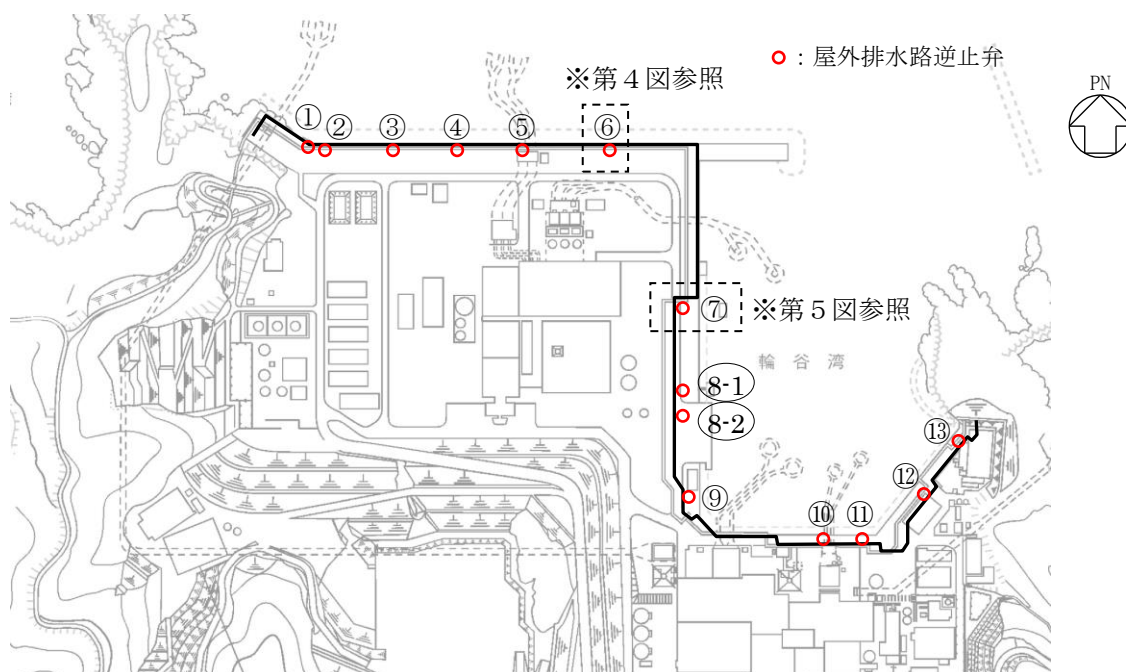 ○：屋外排水路逆止弁
※第４図参照
PN
① ② ③ ④ ⑤ ⑥
⑦ ※第５図参照
輪谷湾
8-1
8-2
⑬
⑫
⑨
⑩ ⑪